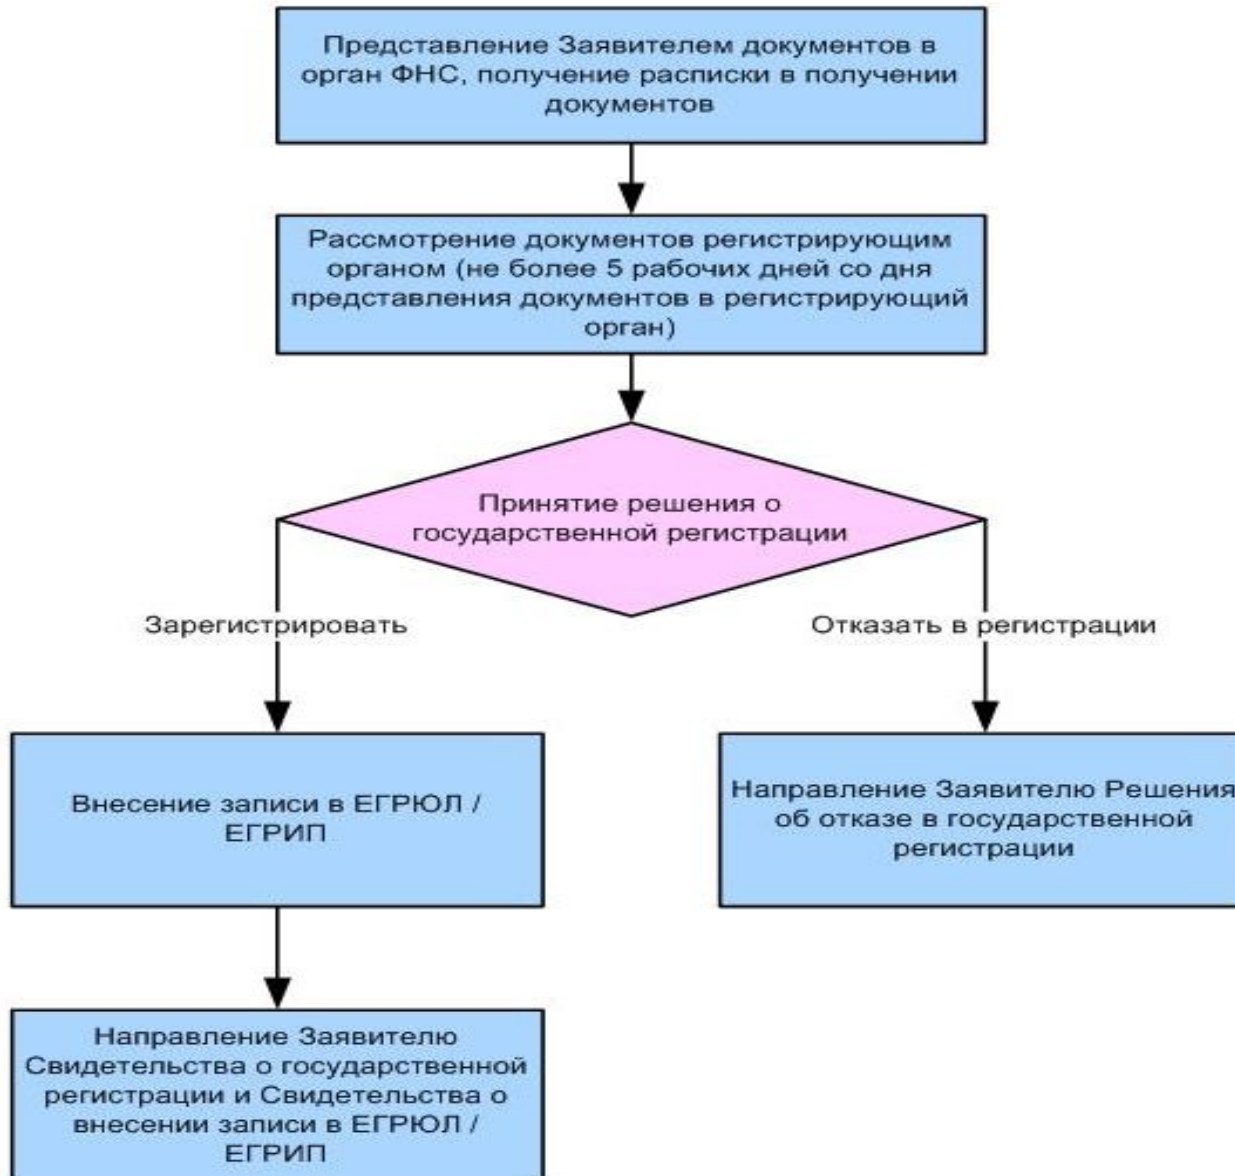 Представление Заявителем документов в
орган ФНС, получение расписки в получении
документов
Рассмотрение документов регистрирующим
органом (не более 5 рабочих дней со дня
представления документов в регистрирующий
орган)
Принятие решения о
государственной регистрации
Зарегистрировать
Отказать в регистрации
Внесение записи в ЕГРЮЛ /
ЕГРИП
Направление Заявителю Решения
об отказе в государственной
регистрации
Направление Заявителю
Свидетельства о государственной
регистрации и Свидетельства о
внесении записи в ЕГРЮЛ /
ЕГРИП